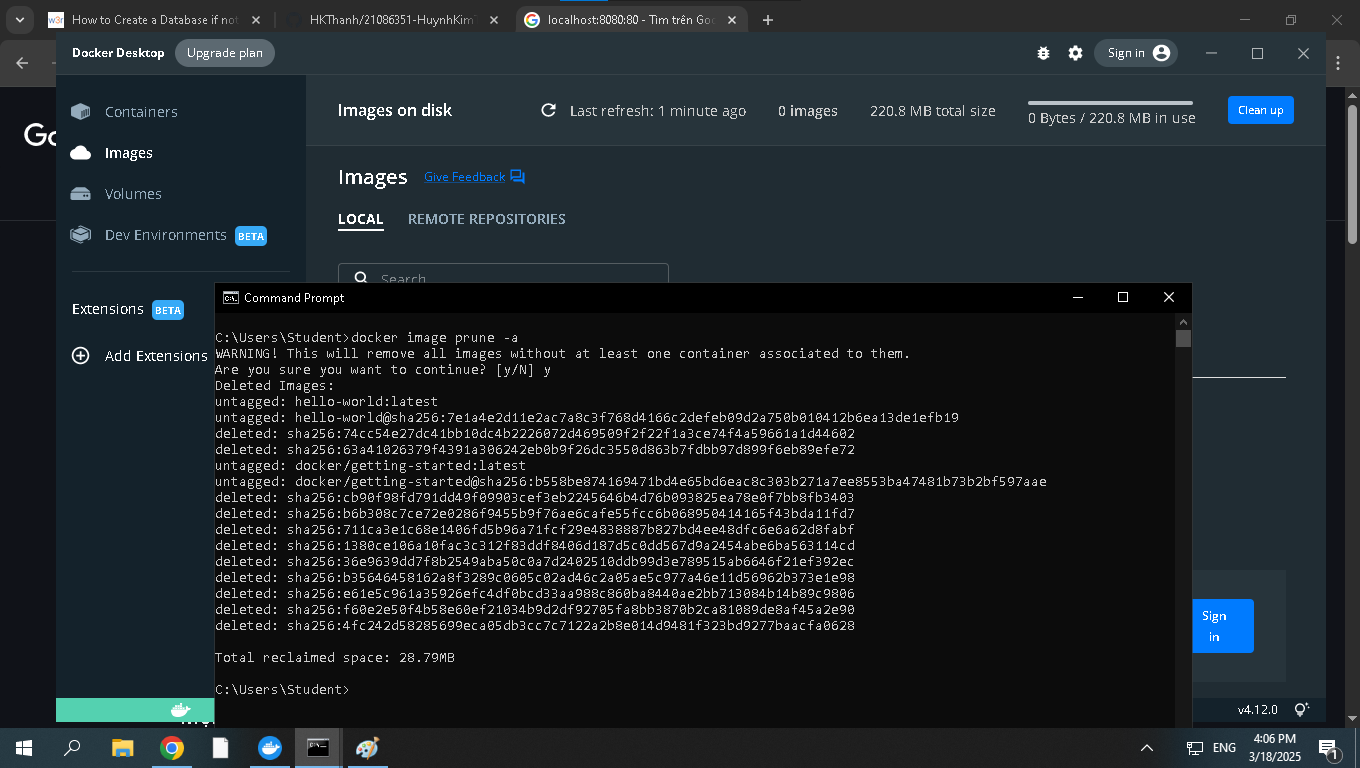 How to Create a Database if not
HKThanh/21086351-HuynhKim
localhost:8080:80 - Tìm trên Goo
Docker Desktop
Upgrade plan
Sign in
Containers
Images
Volumes
Dev Environments
BETA
Extensions
BETA
Add Extensions
Images on disk
Last refresh: 1 minute ago
0 images
220.8 MB total size
0 Bytes / 220.8 MB in use
Clean up
Images
Give Feedback
LOCAL
REMOTE REPOSITORIES
Search
Command Prompt
C:\Users\Student>docker image prune -a
WARNING! This will remove all images without at least one container associated to them.
Are you sure you want to continue? [y/N] y
Deleted Images:
untagged: hello-world:latest
untagged: hello-world@sha256:7e1a4e2d11e2ac7a8c3f768d4166c2defeb09d2a750b010412b6ea13de1efb19
deleted: sha256:74cc54e27dc41bb10dc4b2226072d469509f2f22f1a3ce74f4a59661a1d44602
deleted: sha256:63a41026379f4391a306242eb0b9f26dc3550d863b7fdbb97d899f6eb89efe72
untagged: docker/getting-started:latest
untagged: docker/getting-started@sha256:b558be874169471bd4e65bd6eac8c303b271a7ee8553ba47481b73b2bf597aae
deleted: sha256:cb90f98fd791dd49f09903cef3eb2245646b4d76b093825ea78e0f7bb8fb3403
deleted: sha256:b6b308c7ce72e0286f9455b9f76ae6cafe55fcc6b068950414165f43bda11fd7
deleted: sha256:711ca3e1c68e1406fd5b96a71fcf29e4838887b827bd4ee48dfc6e6a62d8fabf
deleted: sha256:1380ce106a10fac3c312f83ddf8406d187d5c0dd567d9a2454abe6ba563114cd
deleted: sha256:36e9639dd7f8b2549aba50c0a7d2402510ddb99d3e789515ab6646f21ef392ec
deleted: sha256:b35646458162a8f3289c0605c02ad46c2a05ae5c977a46e11d56962b373e1e98
deleted: sha256:e61e5c961a35926efc4df0bcd33aa988c860ba8440ae2bb713084b14b89c9806
deleted: sha256:f60e2e50f4b58e60ef21034b9d2df92705fa8bb3870b2ca81089de8af45a2e90
deleted: sha256:4fc242d58285699eca05db3cc7c7122a2b8e014d9481f323bd9277baacfa0628
Total reclaimed space: 28.79MB
C:\Users\Student>
Sign
in
v4.12.0
ENG
4:06 PM
3/18/2025
1